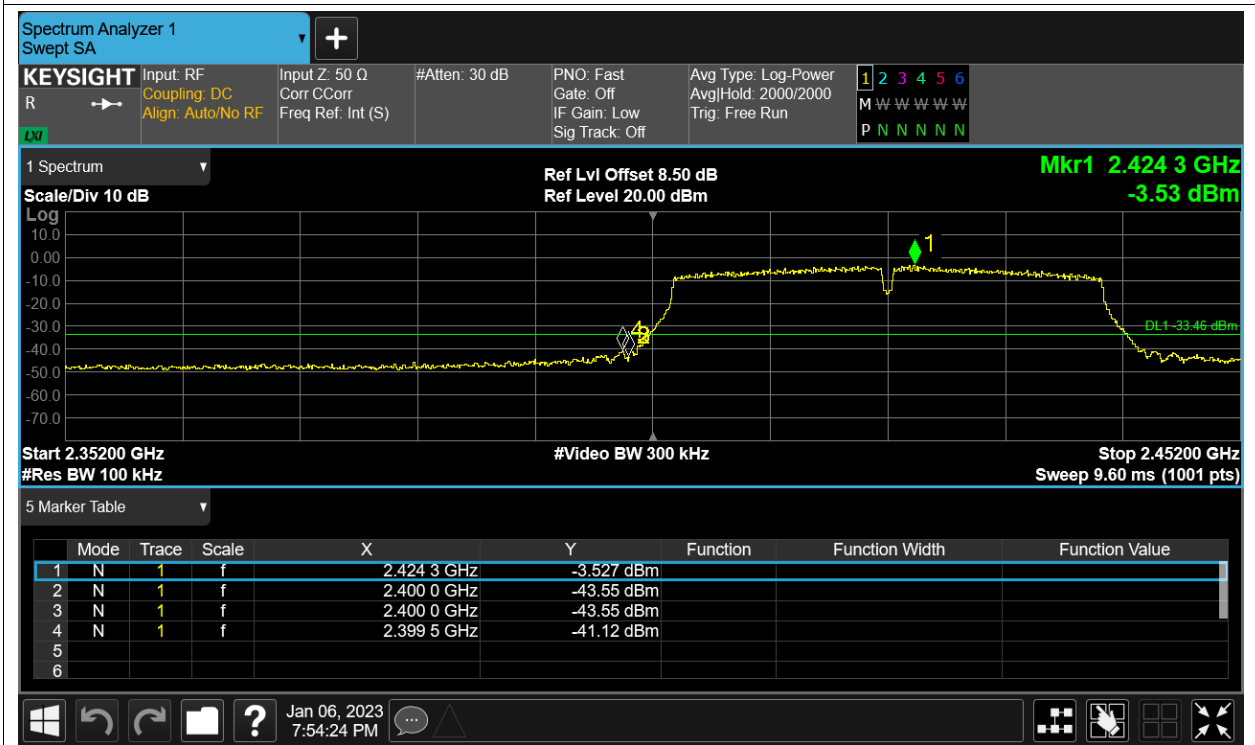 Spectrum Analyzer 1
Swept SA
KEYSIGHT Input: RF Input Z: 50 Ω #Atten: 30 dB PNO: Fast Avg Type: Log-Power 1 2 3 4 5 6
R Coupling: DC Corr CCorr Gate: Off Avg|Hold: 2000/2000 M W W W W W
Align: Auto/No RF Freq Ref: Int (S) IF Gain: Low Trig: Free Run
LXI Sig Track: Off P N N N N N
1 Spectrum Ref Lvl Offset 8.50 dB Mkr1 2.424 3 GHz
Scale/Div 10 dB Ref Level 20.00 dBm -3.53 dBm
Log
10.0
1
0.00
-10.0
-20.0
-30.0
DL1 -33.46 dBm
4
-40.0
-50.0
-60.0
-70.0
Start 2.35200 GHz #Video BW 300 kHz Stop 2.45200 GHz
#Res BW 100 kHz Sweep 9.60 ms (1001 pts)
5 Marker Table
Mode Trace Scale X Y Function Function Width Function Value
1 N 1 f 2.424 3 GHz -3.527 dBm
2 N 1 f 2.400 0 GHz -43.55 dBm
3 N 1 f 2.400 0 GHz -43.55 dBm
4 N 1 f 2.399 5 GHz -41.12 dBm
5
6
? Jan 06, 2023
7:54:24 PM